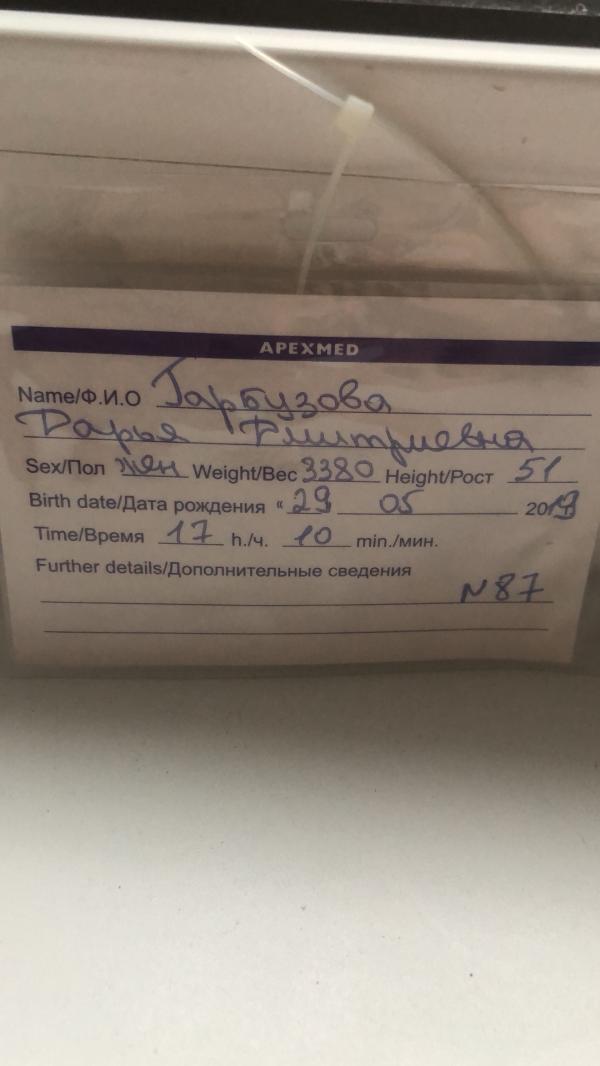 APEXMED
Name/Ф.И.О Гарбузова
Дарья Дмитриевна
Sex/Пол жен Weight/Вес 3380 Height/Рост 51
Birth date/Дата рождения « 29 05 2019
Time/Время 17 h./ч. 10 min./мин.
Further details/Дополнительные сведения
N87